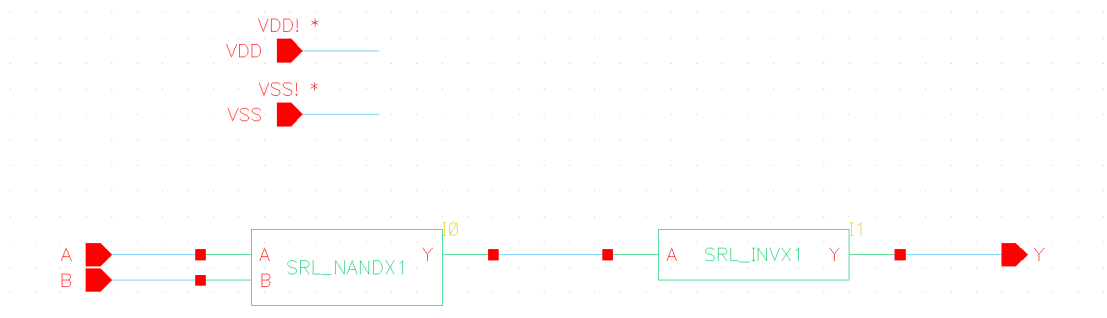 VDD! *
VDD
VSS! *
VSS
I0
I1
A A Y A SRL_INVX1 Y Y
SRL_NANDX1
B B